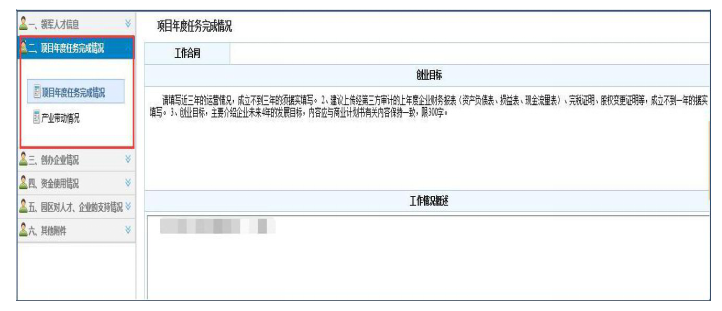 一、领军人才信息
二、项目年度任务完成情况
项目年度任务完成情况
产业带动情况
三、创办企业情况
四、资金使用情况
五、园区对人才、企业的支持情况
六、其他附件
项目年度任务完成情况
工作合同
创业目标
请填写近三年的运营情况，成立不到三年的须据实填写。2、建议上传经第三方审计的上年度企业财务报表（资产负债表、损益表、现金流量表）、完税证明、股权变更证明等，成立不到一年的据实
填写。3、创业目标，主要介绍企业未来4年的发展目标，内容应与商业计划书有关内容保持一致，限300字。
工作情况概述